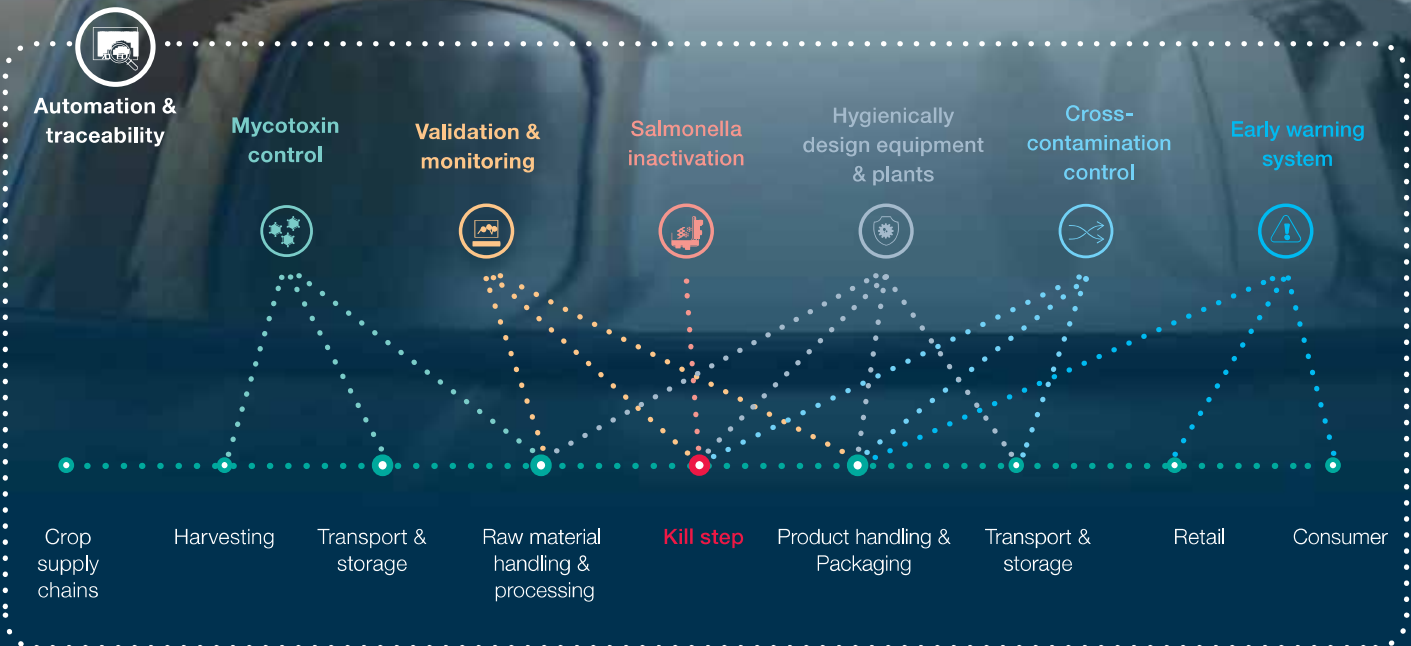 Automation &
traceability
Mycotoxin
control
Validation &
monitoring
Salmonella
inactivation
Hygienically
design equipment
& plants
Cross-
contamination
control
Early warning
system
Crop
supply
chains
Harvesting
Transport &
storage
Raw material
handling &
processing
Kill step
Product handling &
Packaging
Transport &
storage
Retail
Consumer